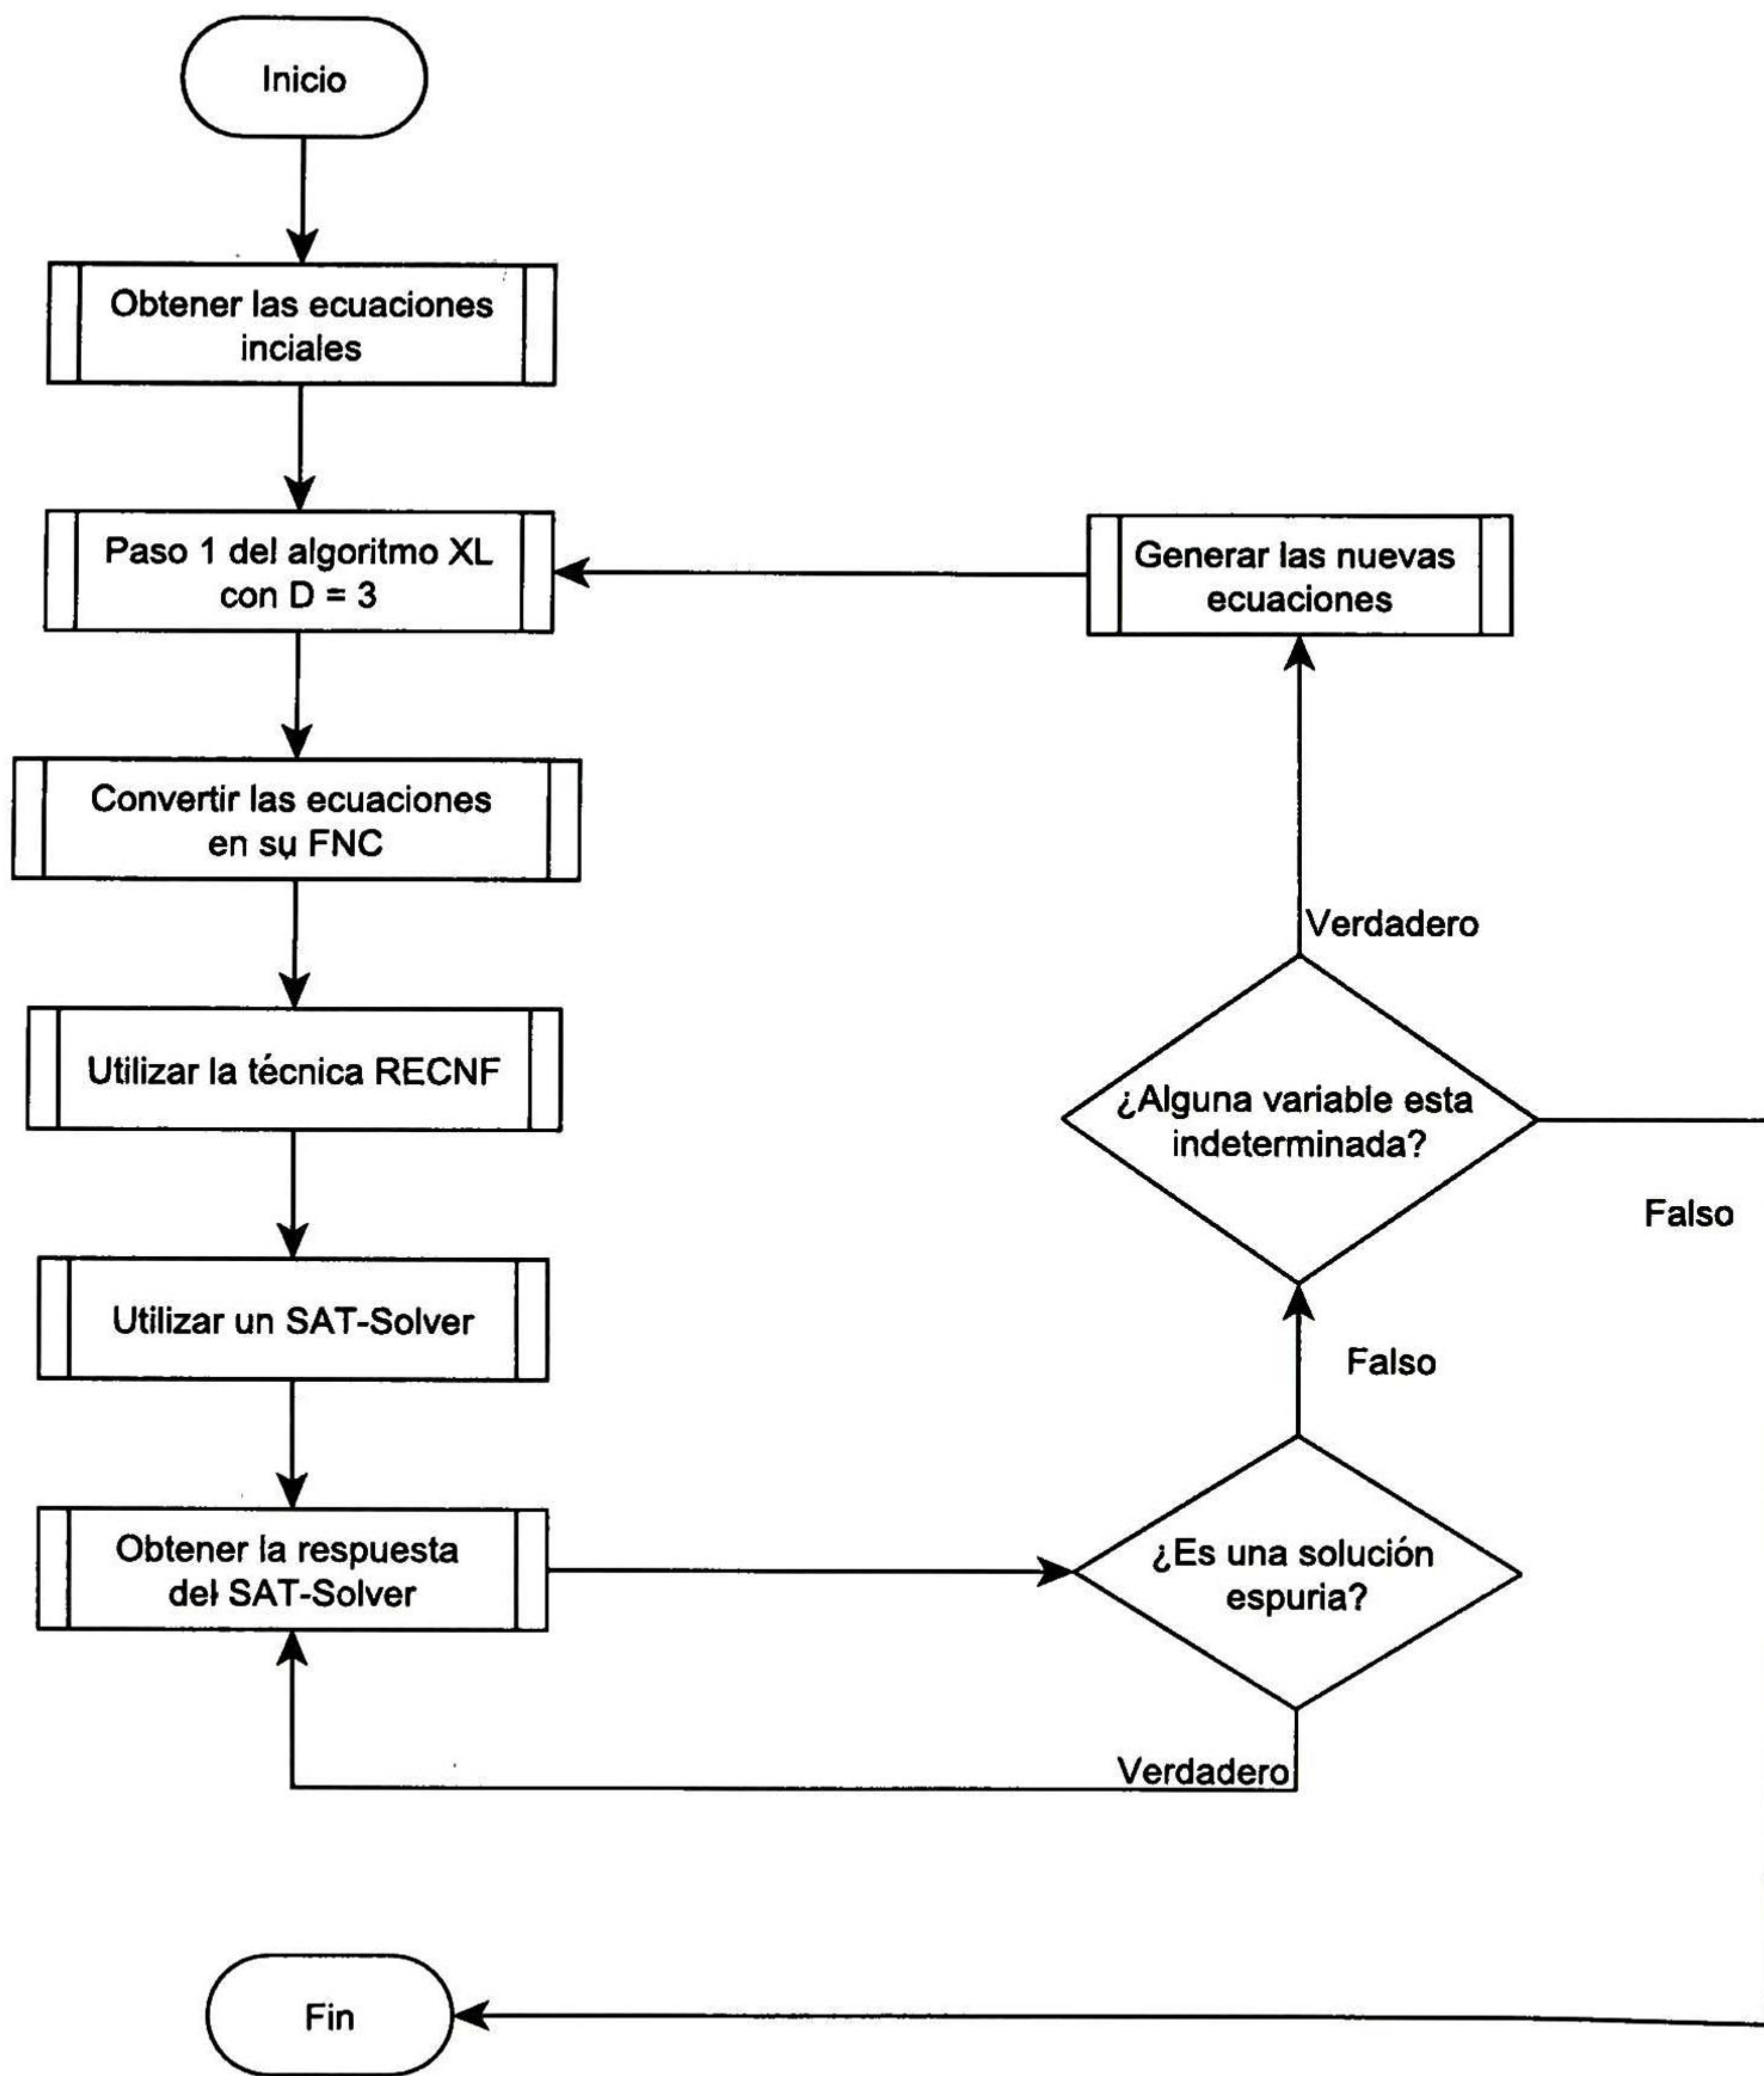 Inicio
Obtener las ecuaciones
inciales
Paso 1 del algoritmo XL
con D = 3
Generar las nuevas
ecuaciones
Convertir las ecuaciones
en su FNC
Verdadero
Utilizar la técnica RECNF
¿Alguna variable esta
indeterminada?
Falso
Utilizar un SAT-Solver
Falso
Obtener la respuesta
del SAT-Solver
¿Es una solución
espuria?
Verdadero
Fin